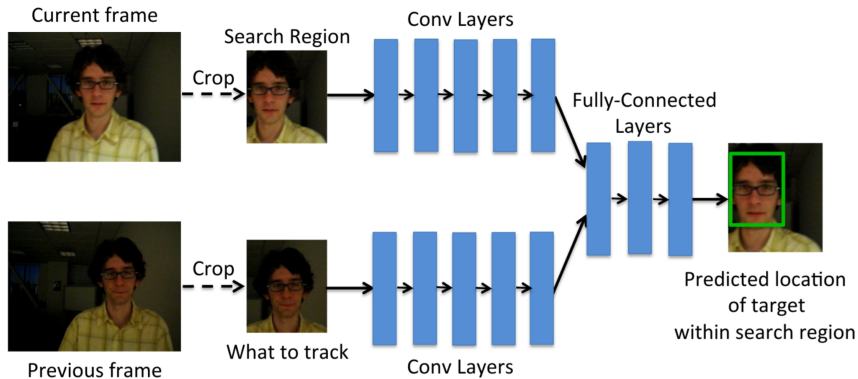 Current frame
Search Region
Crop
Conv Layers
Fully-Connected
Layers
Crop
What to track
Previous frame
Conv Layers
Predicted location
of target
within search region